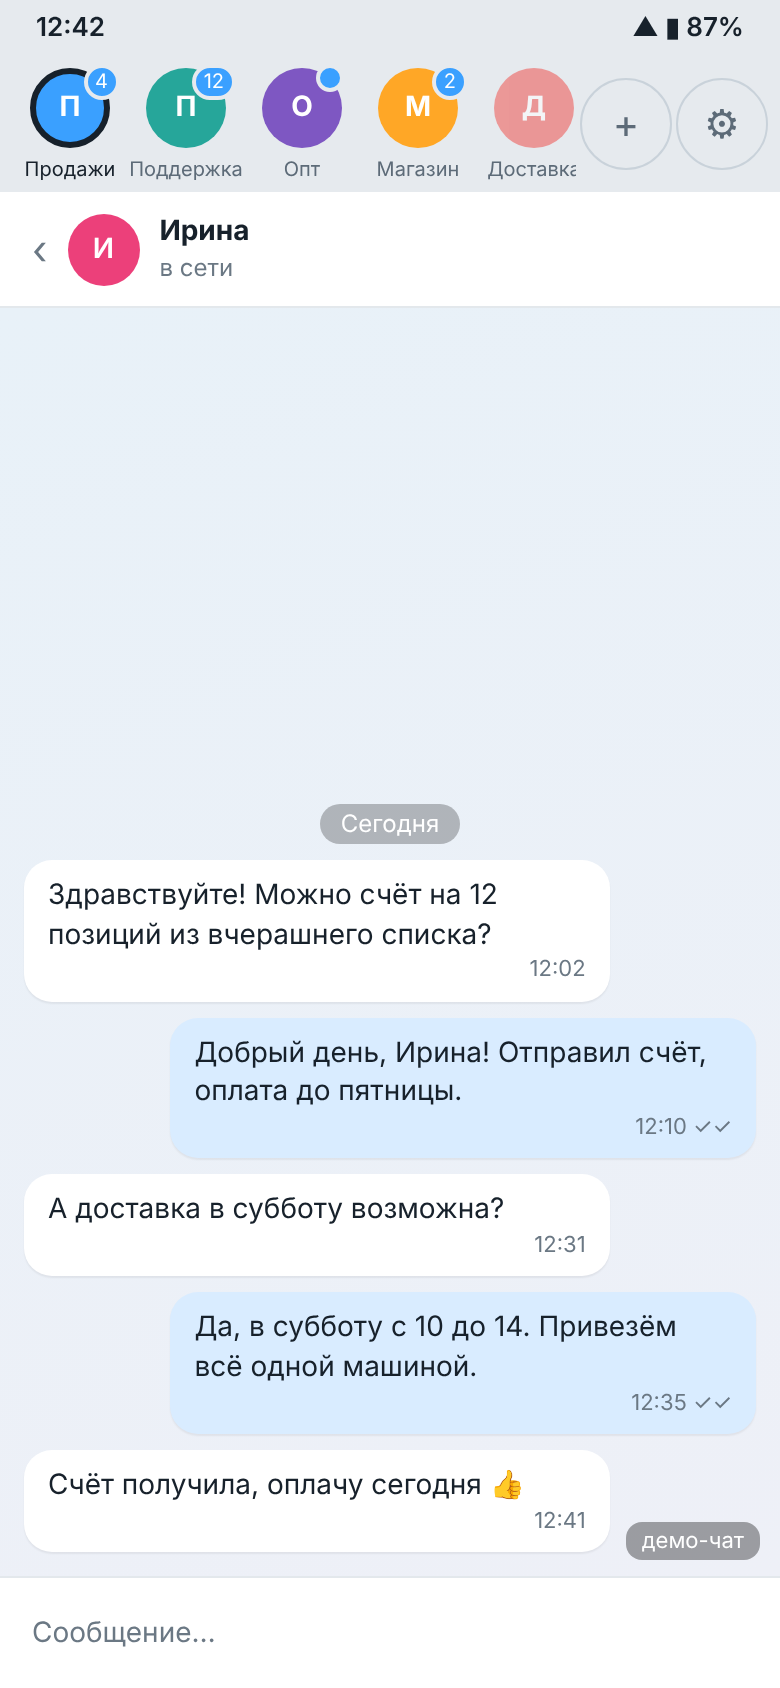 12:42
87%
П 4
П 12
О
М 2
Д
Продажи
Поддержка
Опт
Магазин
Доставка
+
‹
И
Ирина
в сети
Сегодня
Здравствуйте! Можно счёт на 12
позиций из вчерашнего списка?
12:02
Добрый день, Ирина! Отправил счёт,
оплата до пятницы.
12:10 ✓✓
А доставка в субботу возможна?
12:31
Да, в субботу с 10 до 14. Привезём
всё одной машиной.
12:35 ✓✓
Счёт получила, оплачу сегодня 👍
12:41
демо-чат
Сообщение...